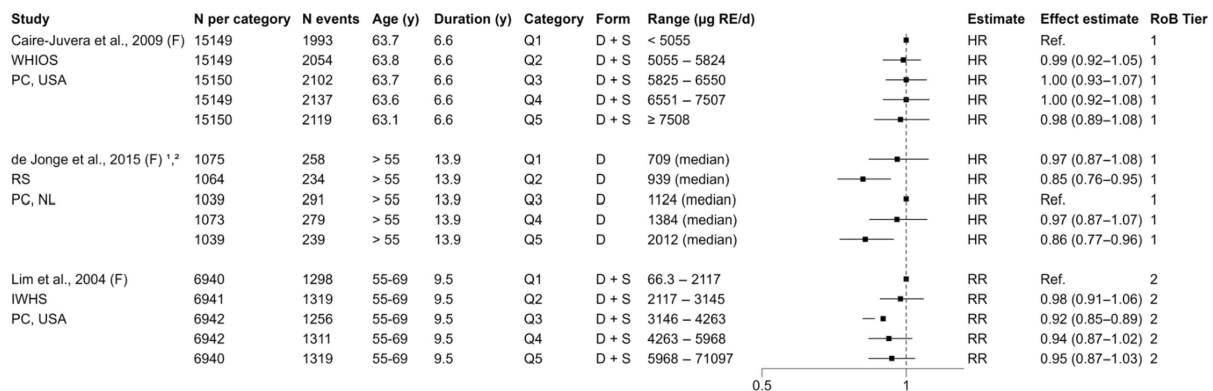 Study N per category N events Age (y) Duration (y) Category Form Range (µg RE/d) Estimate Effect estimate RoB Tier
Caire-Juvera et al., 2009 (F) 15149 1993 63.7 6.6 Q1 D + S < 5055 HR Ref. 1
WHIOS 15149 2054 63.8 6.6 Q2 D + S 5055 – 5824 HR 0.99 (0.92–1.05) 1
PC, USA 15150 2102 63.7 6.6 Q3 D + S 5825 – 6550 HR 1.00 (0.93–1.07) 1
15149 2137 63.6 6.6 Q4 D + S 6551 – 7507 HR 1.00 (0.92–1.08) 1
15150 2119 63.1 6.6 Q5 D + S ≥ 7508 HR 0.98 (0.89–1.08) 1
de Jonge et al., 2015 (F) ¹,² 1075 258 > 55 13.9 Q1 D 709 (median) HR 0.97 (0.87–1.08) 1
RS 1064 234 > 55 13.9 Q2 D 939 (median) HR 0.85 (0.76–0.95) 1
PC, NL 1039 291 > 55 13.9 Q3 D 1124 (median) HR Ref. 1
1073 279 > 55 13.9 Q4 D 1384 (median) HR 0.97 (0.87–1.07) 1
1039 239 > 55 13.9 Q5 D 2012 (median) HR 0.86 (0.77–0.96) 1
Lim et al., 2004 (F) 6940 1298 55-69 9.5 Q1 D + S 66.3 – 2117 RR Ref. 2
IWHS 6941 1319 55-69 9.5 Q2 D + S 2117 – 3145 RR 0.98 (0.91–1.06) 2
PC, USA 6942 1256 55-69 9.5 Q3 D + S 3146 – 4263 RR 0.92 (0.85–0.89) 2
6942 1311 55-69 9.5 Q4 D + S 4263 – 5968 RR 0.94 (0.87–1.02) 2
6940 1319 55-69 9.5 Q5 D + S 5968 – 71097 RR 0.95 (0.87–1.03) 2
0.5 1